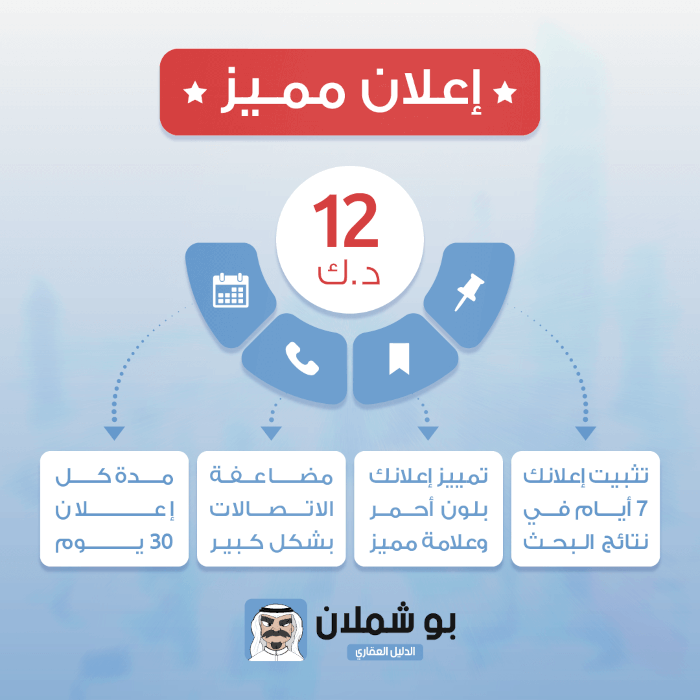 إعلان مميز
12
د.ك
تثبيت إعلانك
7 أيام في
نتائج البحث
تمييز إعلانك
بلون أحمر
وعلامة مميز
مضاعفة
الاتصالات
بشكل كبير
مدة كل
إعلان
30 يوم
بو شملان
الدليل العقاري